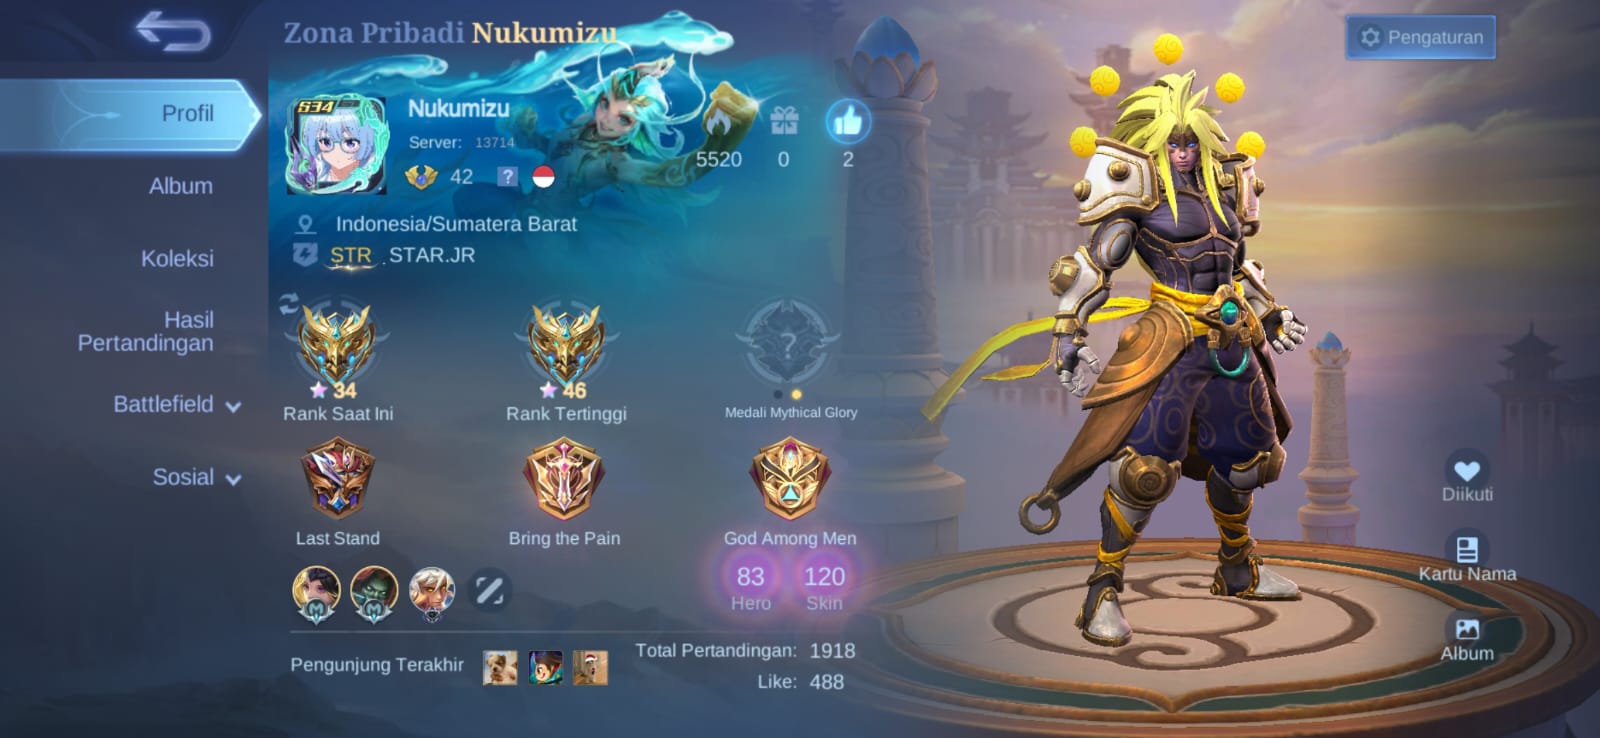 Zona Pribadi Nukumizu
Pengaturan
Profil
Album
Koleksi
Hasil
Pertandingan
Battlefield
Sosial
S34
Nukumizu
Server: 13714
42 ?
5520 0 2
Indonesia/Sumatera Barat
STR STAR.JR
34
Rank Saat Ini
46
Rank Tertinggi
?
Medali Mythical Glory
Last Stand
Bring the Pain
God Among Men
83 120
Hero Skin
M M
Pengunjung Terakhir
Total Pertandingan: 1918
Like: 488
Diikuti
Kartu Nama
Album